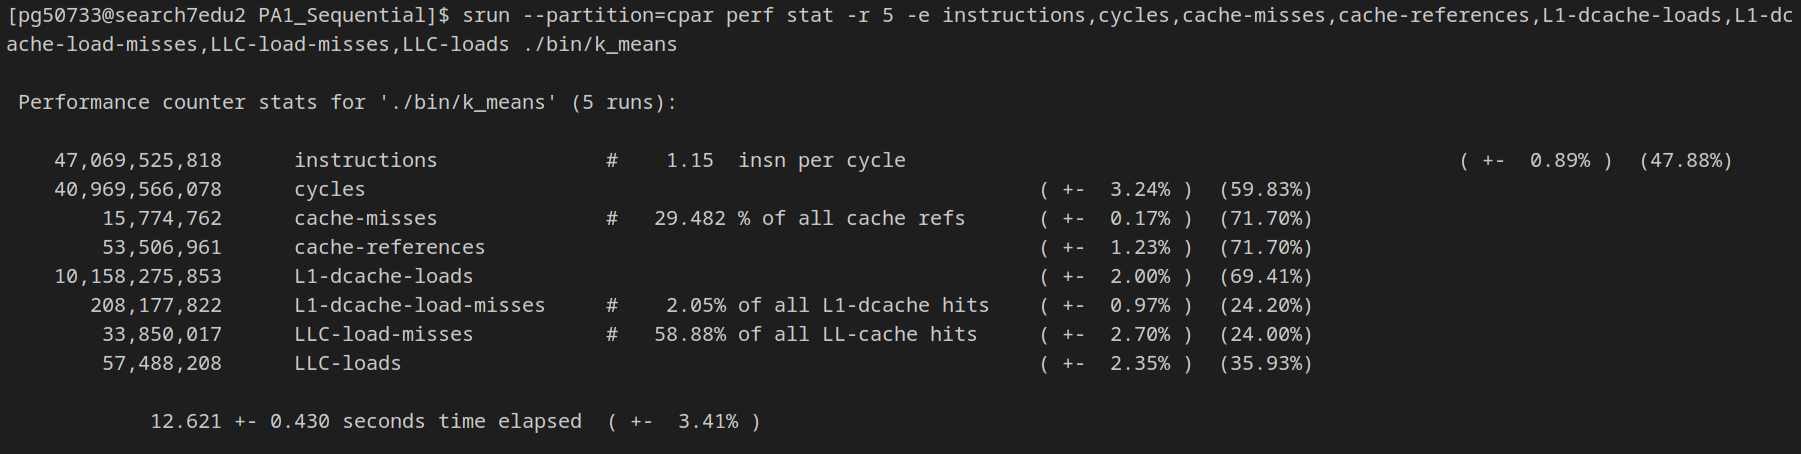 [pg50733@search7edu2 PA1_Sequential]$ srun --partition=cpar perf stat -r 5 -e instructions,cycles,cache-misses,cache-references,L1-dcache-loads,L1-dc
ache-load-misses,LLC-load-misses,LLC-loads ./bin/k_means
Performance counter stats for './bin/k_means' (5 runs):
47,069,525,818 instructions # 1.15 insn per cycle ( +- 0.89% ) (47.88%)
40,969,566,078 cycles ( +- 3.24% ) (59.83%)
15,774,762 cache-misses # 29.482 % of all cache refs ( +- 0.17% ) (71.70%)
53,506,961 cache-references ( +- 1.23% ) (71.70%)
10,158,275,853 L1-dcache-loads ( +- 2.00% ) (69.41%)
208,177,822 L1-dcache-load-misses # 2.05% of all L1-dcache hits ( +- 0.97% ) (24.20%)
33,850,017 LLC-load-misses # 58.88% of all LL-cache hits ( +- 2.70% ) (24.00%)
57,488,208 LLC-loads ( +- 2.35% ) (35.93%)
12.621 +- 0.430 seconds time elapsed ( +- 3.41% )